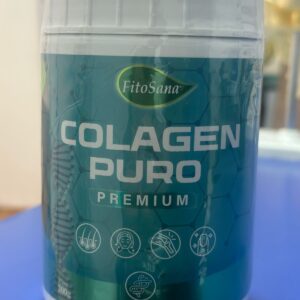 FitoSana
COLAGEN
PURO
PREMIUM